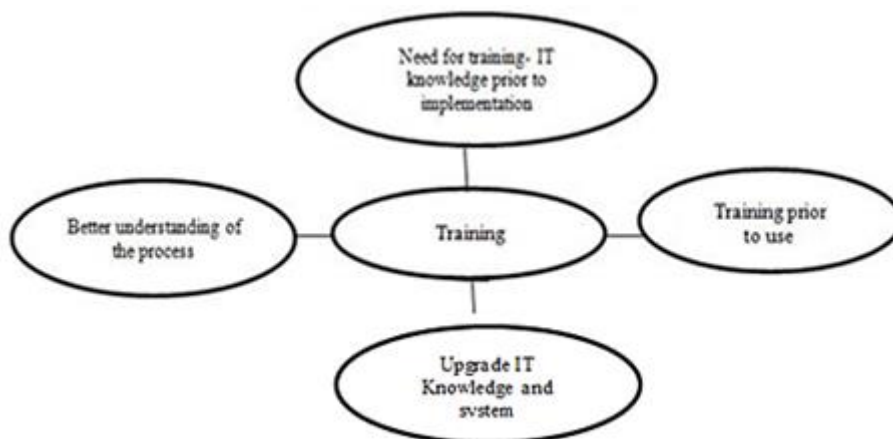 Need for training- IT
knowledge prior to
implementation
Better understanding of
the process
Training
Training prior
to use
Upgrade IT
Knowledge and
system